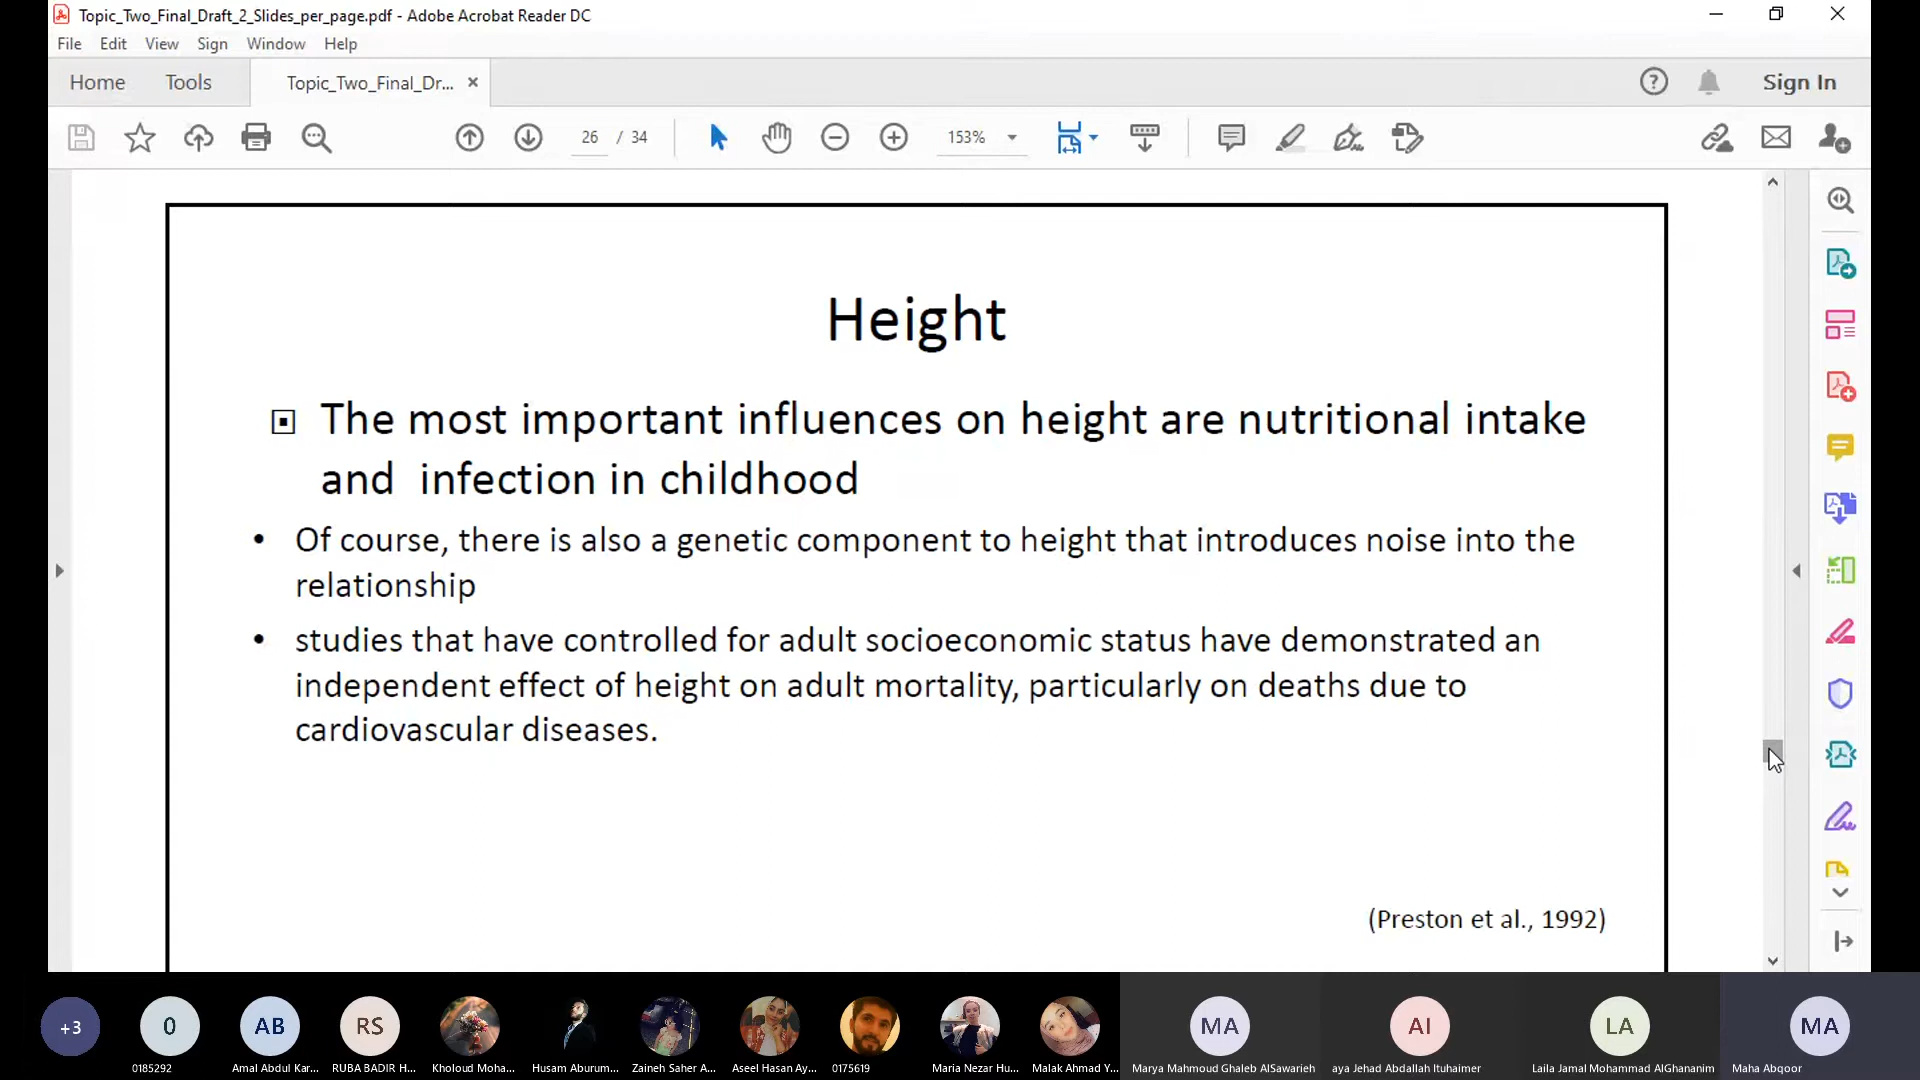 Topic_Two_Final_Draft_2_Slides_per_page.pdf - Adobe Acrobat Reader DC
File Edit View Sign Window Help
Home Tools Topic_Two_Final_Dr... × Sign In
26 / 34 153%
Height
The most important influences on height are nutritional intake
and infection in childhood
• Of course, there is also a genetic component to height that introduces noise into the
relationship
• studies that have controlled for adult socioeconomic status have demonstrated an
independent effect of height on adult mortality, particularly on deaths due to
cardiovascular diseases.
(Preston et al., 1992)
+3 0 AB RS MA AI LA MA
0185292 Amal Abdul Kar... RUBA BADIR H... Kholoud Moha... Husam Aburum... Zaineh Saher A... Aseel Hasan Ay... 0175619 Maria Nezar Hu... Malak Ahmad Y... Marya Mahmoud Ghaleb AlSawarieh aya Jehad Abdallah Ituhaimer Laila Jamal Mohammad AlGhananim Maha Abqoor